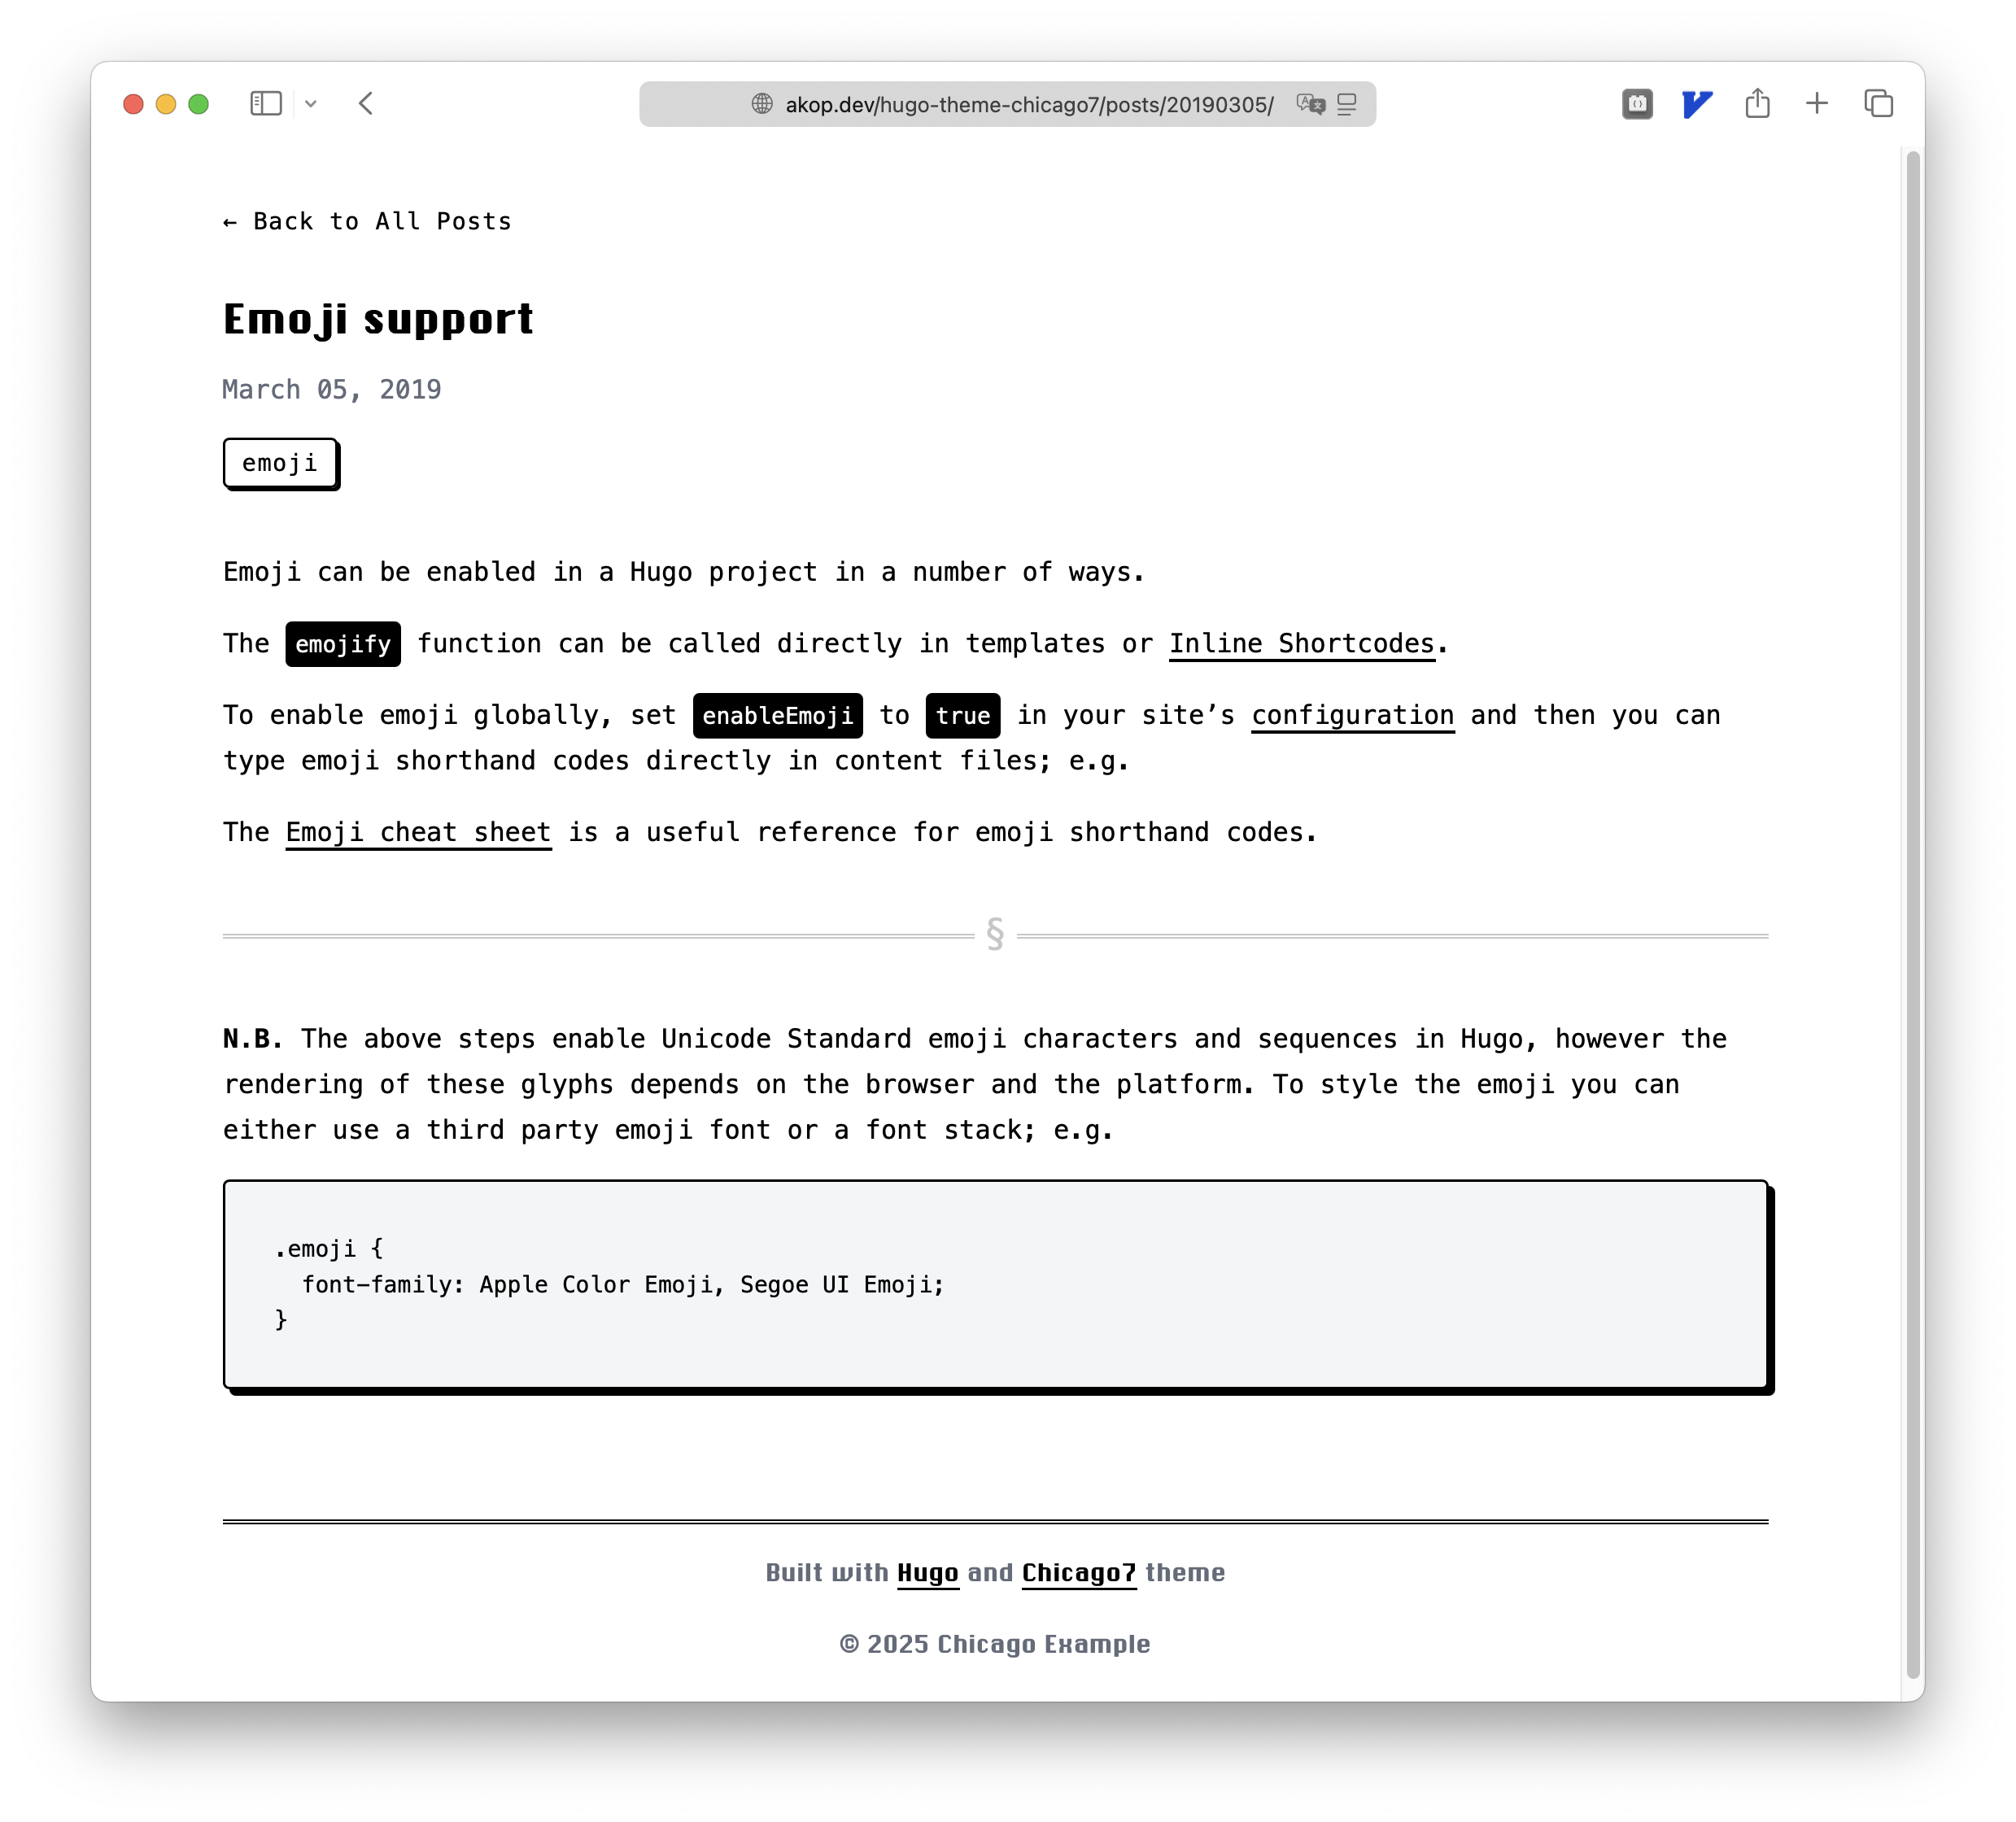 akop.dev/hugo-theme-chicago7/posts/20190305/
← Back to All Posts
Emoji support
March 05, 2019
emoji
Emoji can be enabled in a Hugo project in a number of ways.
The emojify function can be called directly in templates or Inline Shortcodes.
To enable emoji globally, set enableEmoji to true in your site’s configuration and then you can
type emoji shorthand codes directly in content files; e.g.
The Emoji cheat sheet is a useful reference for emoji shorthand codes.
§
N.B. The above steps enable Unicode Standard emoji characters and sequences in Hugo, however the
rendering of these glyphs depends on the browser and the platform. To style the emoji you can
either use a third party emoji font or a font stack; e.g.
.emoji {
  font-family: Apple Color Emoji, Segoe UI Emoji;
}
Built with Hugo and Chicago7 theme
© 2025 Chicago Example